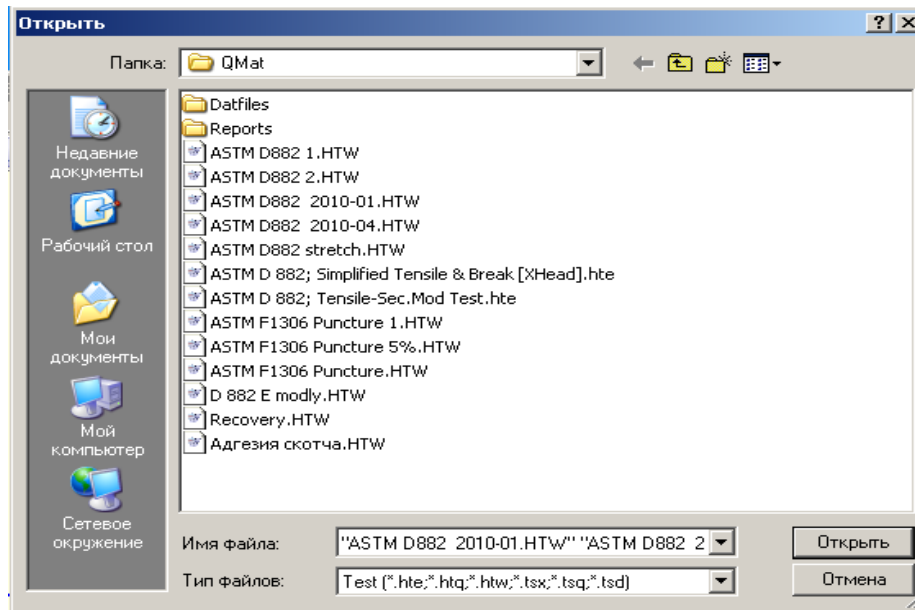 Открыть
Папка: QMat
Datfiles
Reports
ASTM D882 1.HTW
ASTM D882 2.HTW
ASTM D882  2010-01.HTW
ASTM D882  2010-04.HTW
ASTM D882 stretch.HTW
ASTM D 882; Simplified Tensile & Break [XHead].hte
ASTM D 882; Tensile-Sec.Mod Test.hte
ASTM F1306 Puncture 1.HTW
ASTM F1306 Puncture 5%.HTW
ASTM F1306 Puncture.HTW
D 882 E modly.HTW
Recovery.HTW
Адгезия скотча.HTW
Недавние
документы
Рабочий стол
Мои
документы
Мой
компьютер
Сетевое
окружение
Имя файла: "ASTM D882  2010-01.HTW" "ASTM D882  2 Открыть
Тип файлов: Test (*.hte;*.htq;*.htw;*.tsx;*.tsq;*.tsd) Отмена